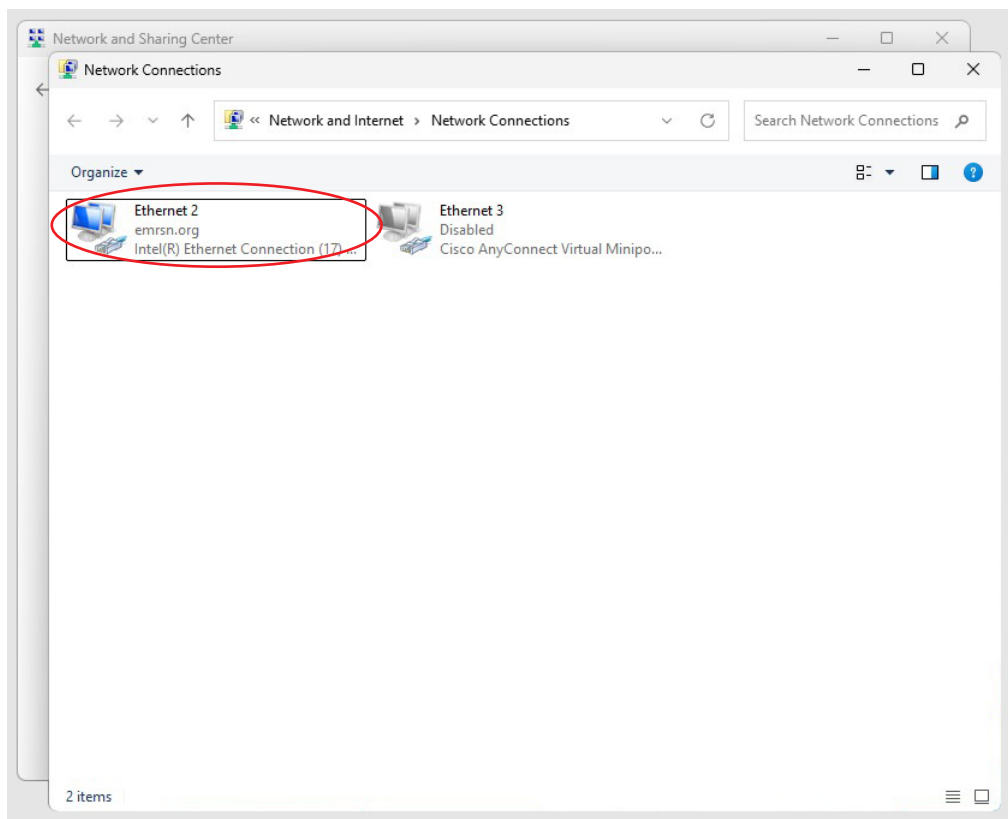 Network and Sharing Center
Network Connections
« Network and Internet › Network Connections
Search Network Connections
Organize
Ethernet 2
emrsn.org
Intel(R) Ethernet Connection (17) ...
Ethernet 3
Disabled
Cisco AnyConnect Virtual Minipo...
2 items